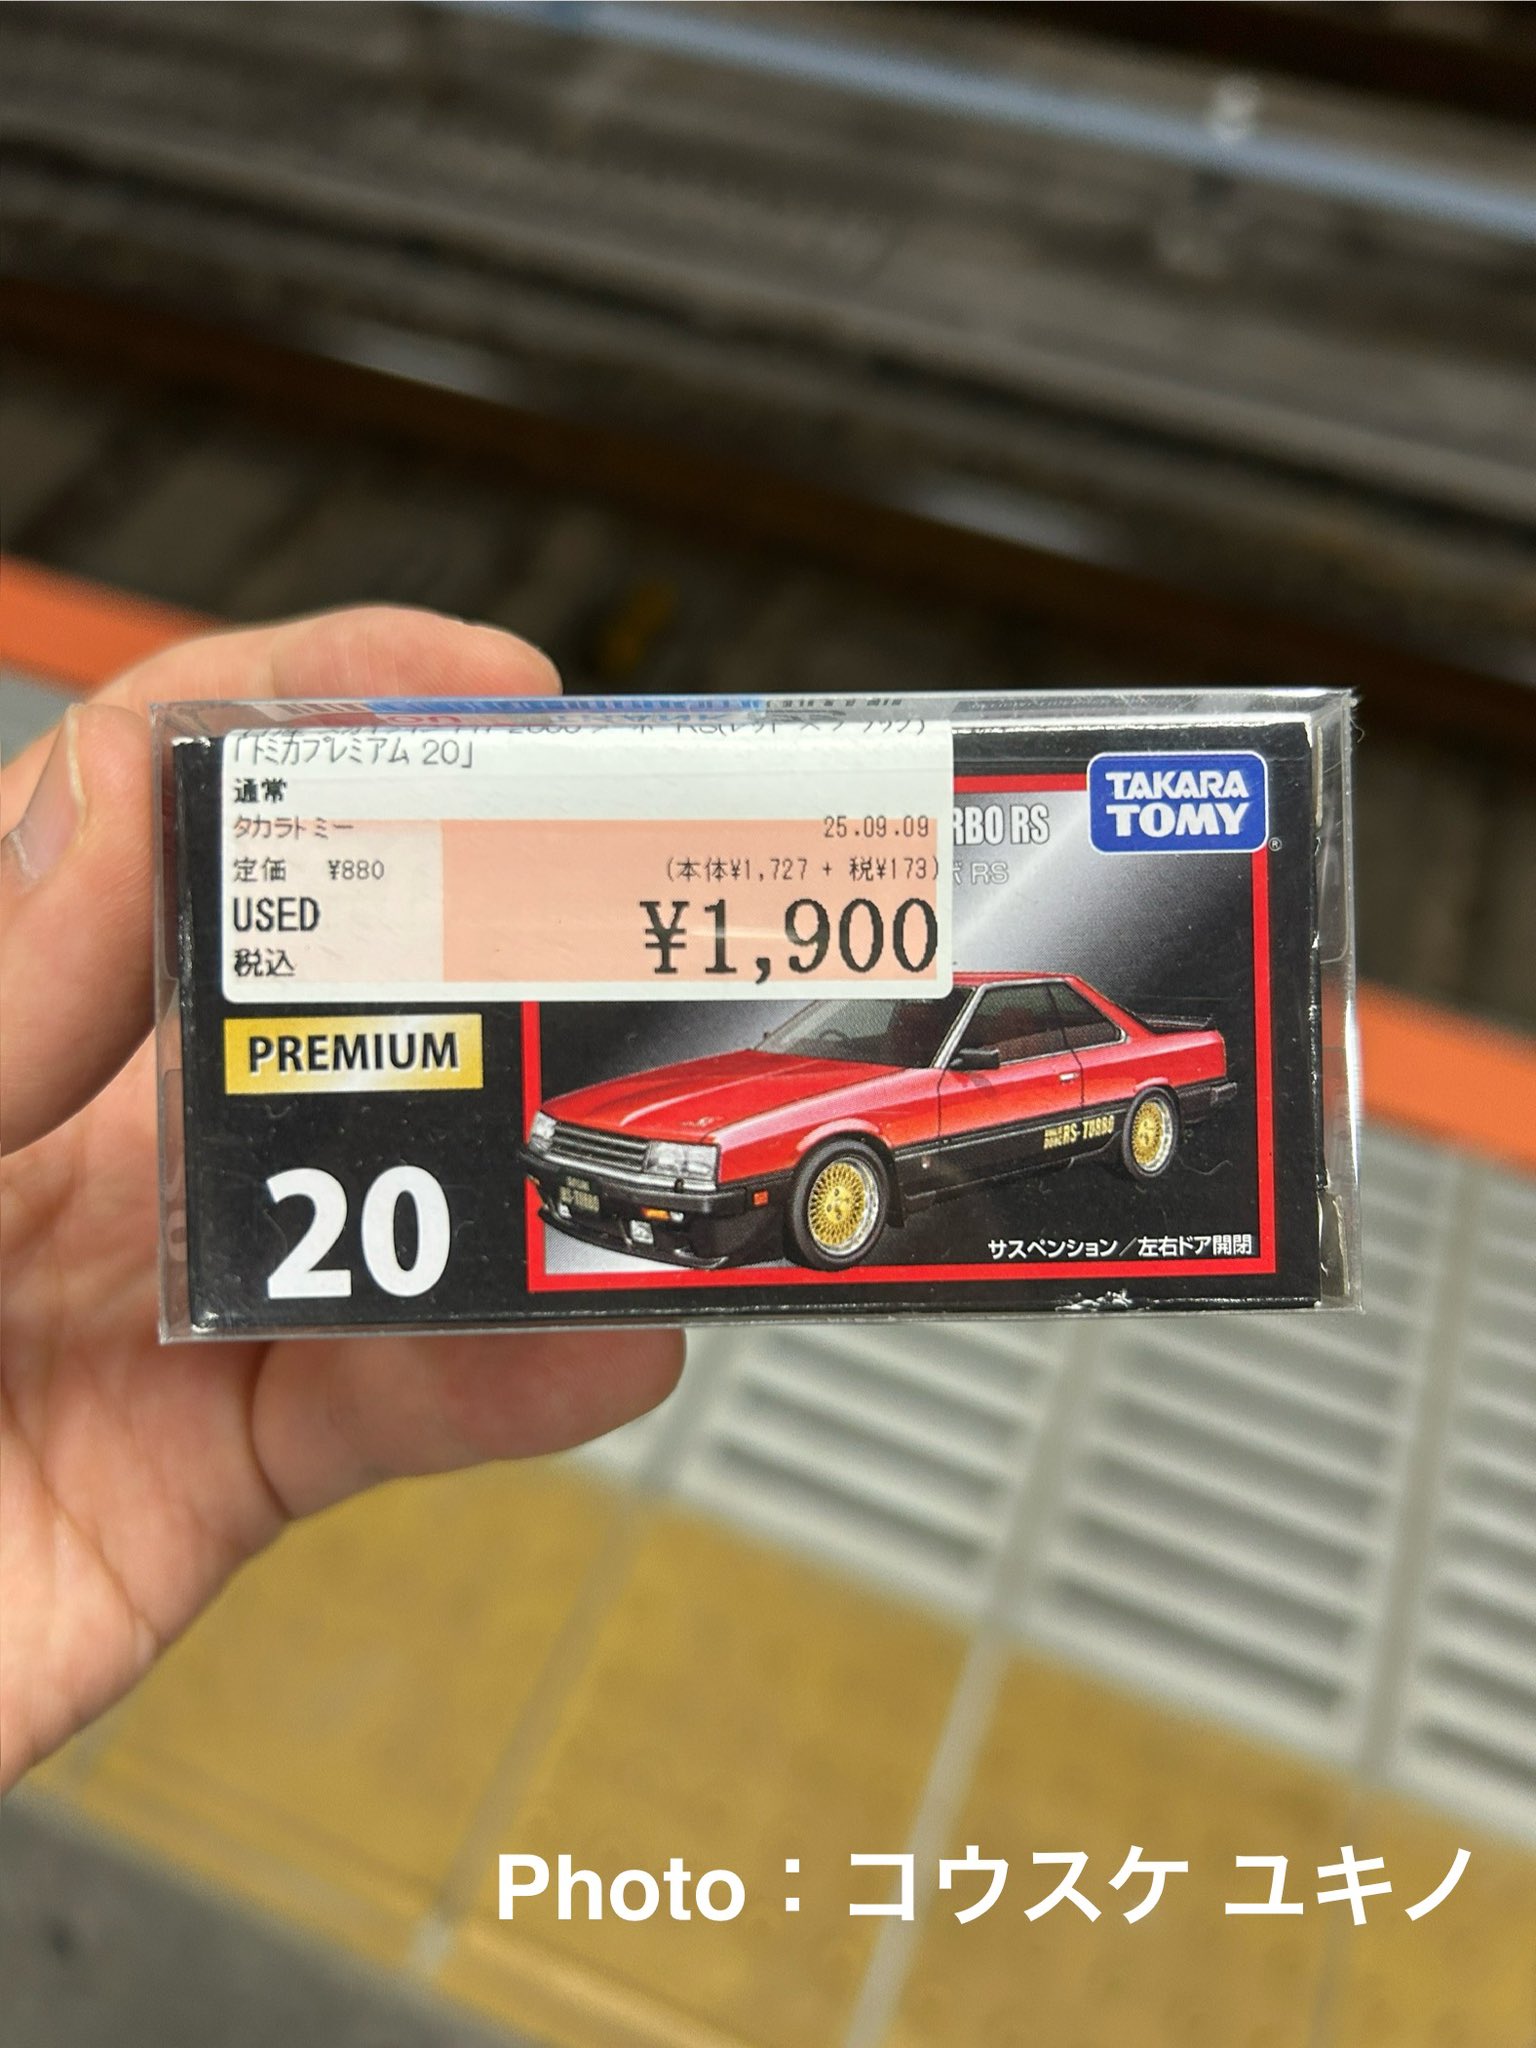 「トミカプレミアム 20」
通常
タカラトミー 25.09.09
定価 ¥880 (本体¥1,727 + 税¥173)
USED
税込 ¥1,900
RBO RS
RS
TAKARA
TOMY
®
PREMIUM
20
RS-TURBO
サスペンション/左右ドア開閉
Photo：コウスケ ユキノ